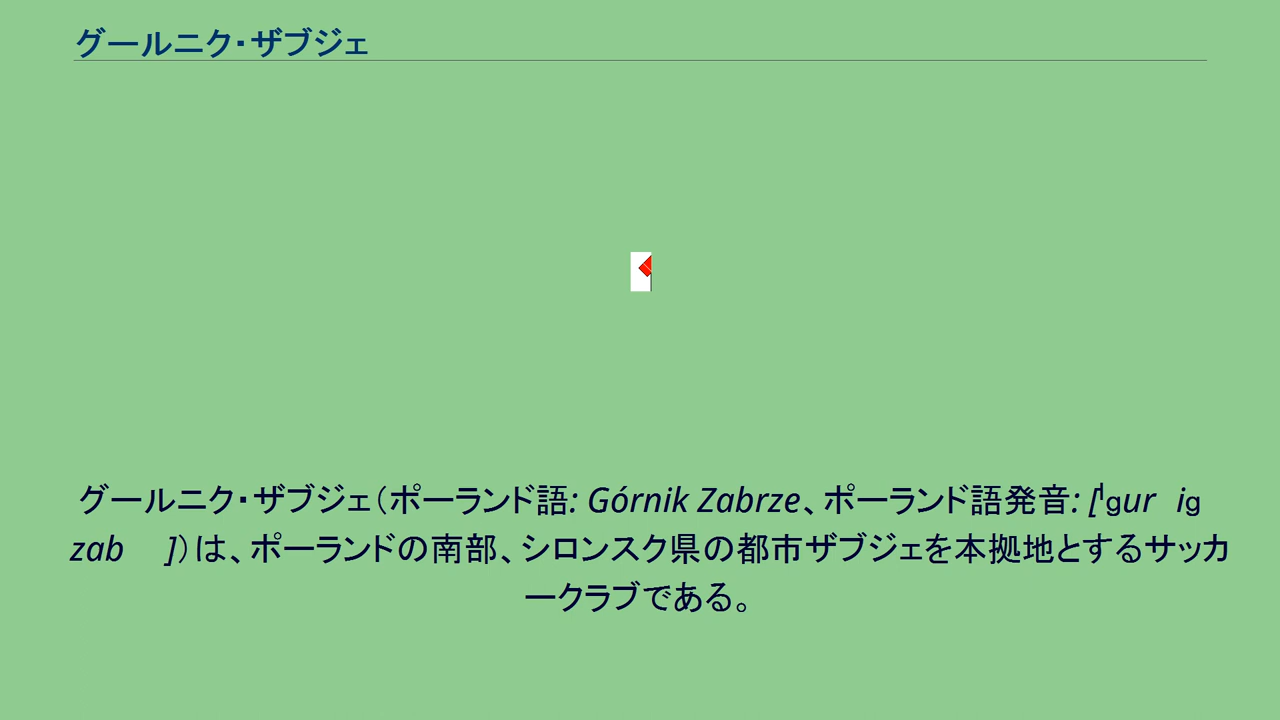 グールニク・ザブジェ
グールニク・ザブジェ（ポーランド語: Górnik Zabrze、ポーランド語発音: [ˈɡur iɡ
zab ]）は、ポーランドの南部、シロンスク県の都市ザブジェを本拠地とするサッカ
ークラブである。